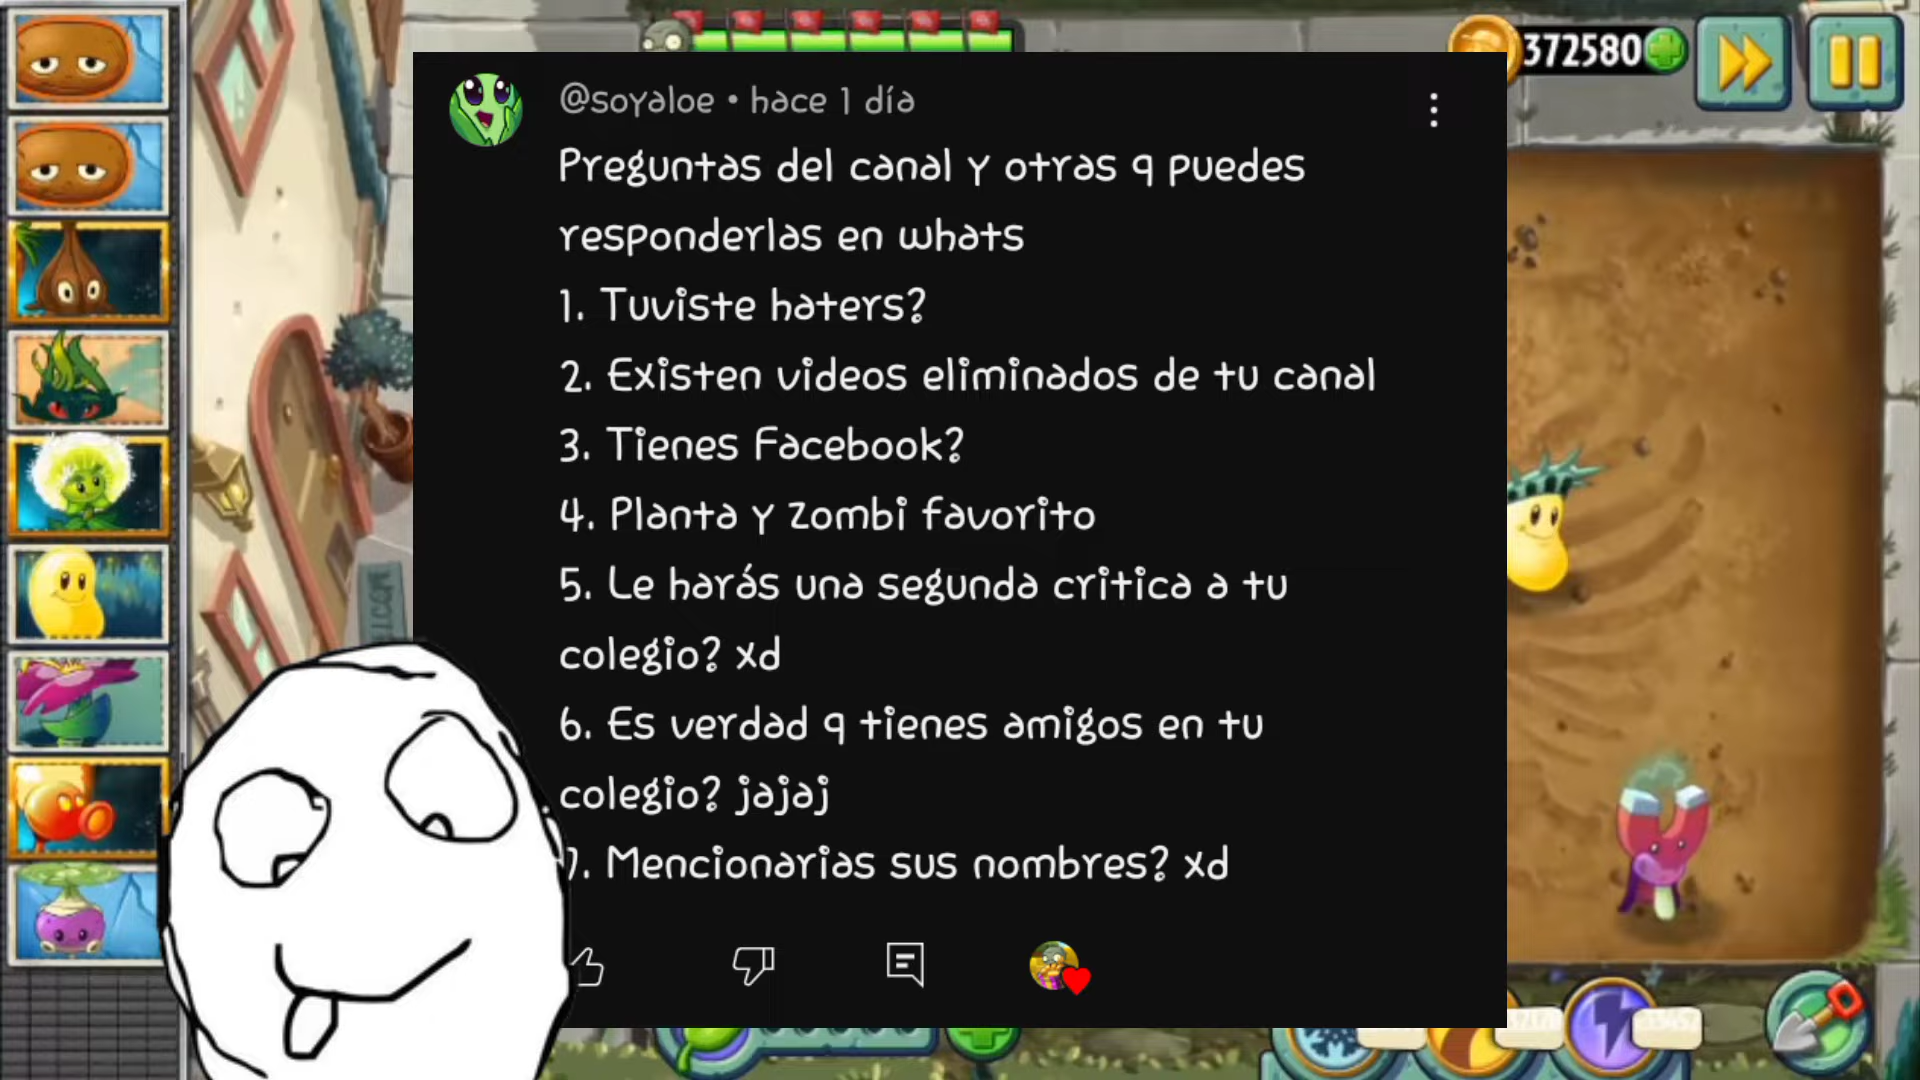 372580
@soyaloe • hace 1 día
Preguntas del canal y otras q puedes
responderlas en whats
1. Tuviste haters?
2. Existen videos eliminados de tu canal
3. Tienes Facebook?
4. Planta y zombi favorito
5. Le harás una segunda critica a tu
colegio? xd
6. Es verdad q tienes amigos en tu
colegio? jajaj
7. Mencionarias sus nombres? xd